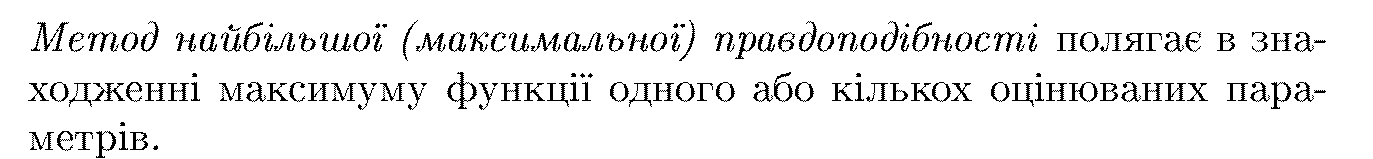 Метод найбільшої (максимальної) правдоподібності полягає в зна-
ходженні максимуму функції одного або кількох оцінюваних пара-
метрів.